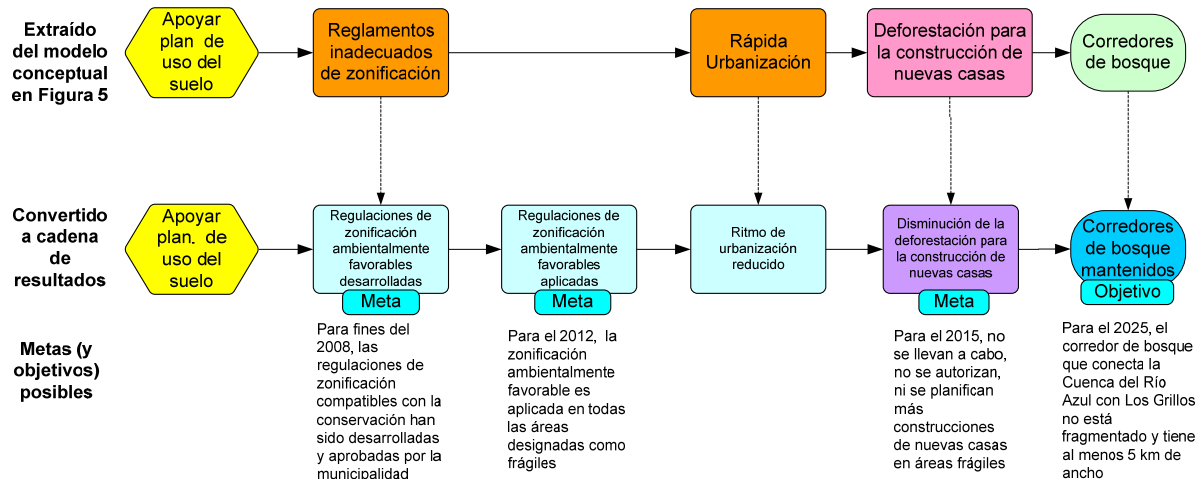 Extraído
del modelo
conceptual
en Figura 5
Apoyar
plan  de
uso del
suelo
Reglamentos
inadecuados
de zonificación
Rápida
Urbanización
Deforestación para
la construcción de
nuevas casas
Corredores
de bosque
Convertido
a cadena
de
resultados
Apoyar
plan.  de
uso del
suelo
Regulaciones de
zonificación
ambientalmente
favorables
desarrolladas
Meta
Regulaciones de
zonificación
ambientalmente
favorables
aplicadas
Meta
Ritmo de
urbanización
reducido
Disminución de la
deforestación para
la construcción de
nuevas casas
Meta
Corredores
de bosque
mantenidos
Objetivo
Metas (y
objetivos)
posibles
Para fines del
2008, las
regulaciones de
zonificación
compatibles con la
conservación han
sido desarrolladas
y aprobadas por la
municipalidad
Para el 2012,  la
zonificación
ambientalmente
favorable es
aplicada en todas
las áreas
designadas como
frágiles
Para el 2015, no
se llevan a cabo,
no se autorizan,
ni se planifican
más
construcciones
de nuevas casas
en áreas frágiles
Para el 2025, el
corredor de bosque
que conecta la
Cuenca del Río
Azul con Los Grillos
no está
fragmentado y tiene
al menos 5 km de
ancho